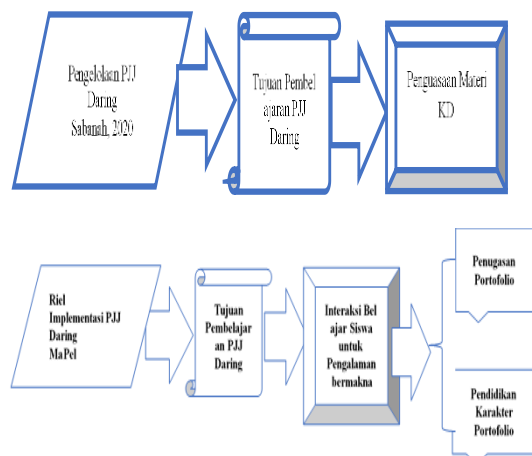 Pengelolaan PJJ
Daring
Sabanah, 2020
Tujuan Pembel
ajaran PJJ
Daring
Penguasaan Materi
KD
Riel
Implementasi PJJ
Daring
MaPel
Tujuan
Pembelajar
an PJJ
Daring
Interaksi Bel
ajar Siswa
untuk
Pengalaman
bermakna
Penugasan
Portofolio
Pendidikan
Karakter
Portofolio